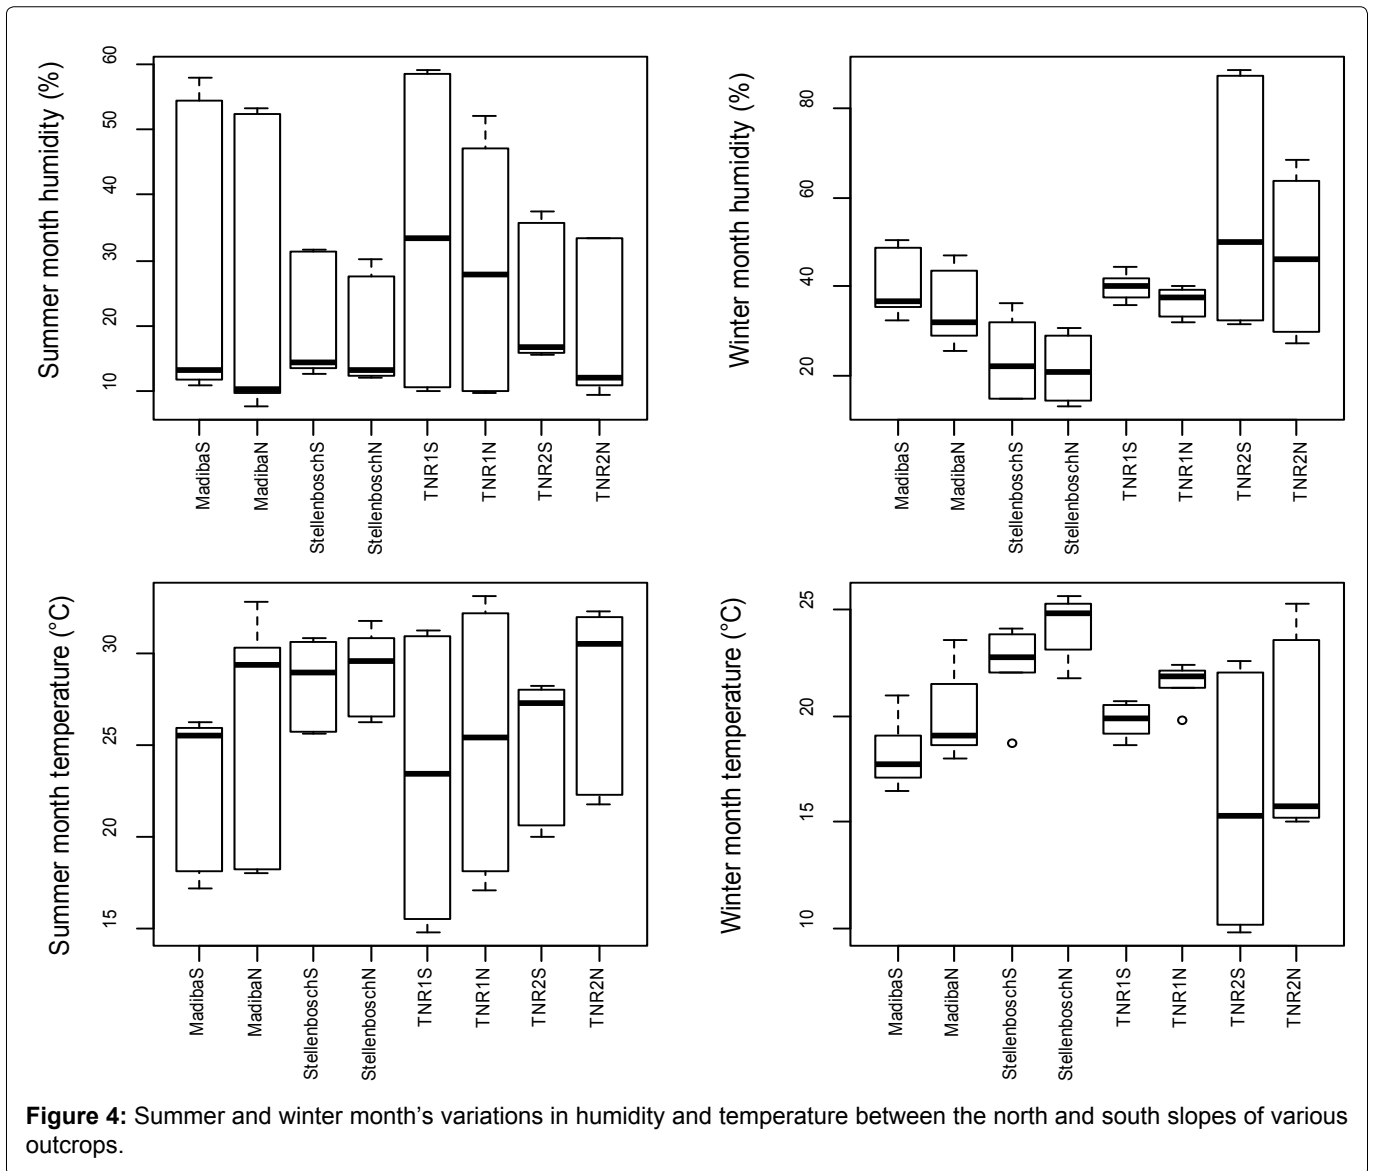 Summer month humidity (%)
60
50
40
30
20
10
MadibaS
MadibaN
StellenboschS
StellenboschN
TNR1S
TNR1N
TNR2S
TNR2N
Winter month humidity (%)
80
60
40
20
MadibaS
MadibaN
StellenboschS
StellenboschN
TNR1S
TNR1N
TNR2S
TNR2N
Summer month temperature (°C)
30
25
20
15
MadibaS
MadibaN
StellenboschS
StellenboschN
TNR1S
TNR1N
TNR2S
TNR2N
Winter month temperature (°C)
25
20
15
10
MadibaS
MadibaN
StellenboschS
StellenboschN
TNR1S
TNR1N
TNR2S
TNR2N
Figure 4: Summer and winter month’s variations in humidity and temperature between the north and south slopes of various
outcrops.